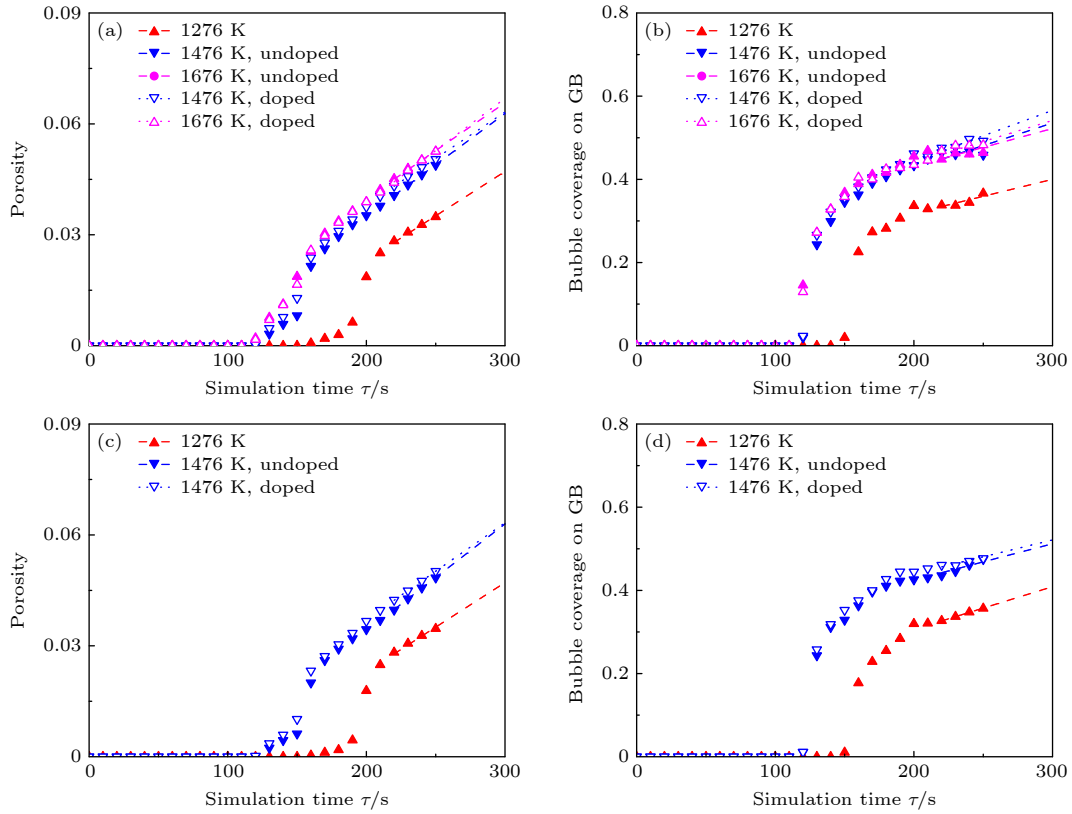 (a)
1276 K
1476 K, undoped
1676 K, undoped
1476 K, doped
1676 K, doped
0.09
0.06
0.03
0
Porosity
0 100 200 300
Simulation time τ/s
(b)
1276 K
1476 K, undoped
1676 K, undoped
1476 K, doped
1676 K, doped
0.8
0.6
0.4
0.2
0
Bubble coverage on GB
0 100 200 300
Simulation time τ/s
(c)
1276 K
1476 K, undoped
1476 K, doped
0.09
0.06
0.03
0
Porosity
0 100 200 300
Simulation time τ/s
(d)
1276 K
1476 K, undoped
1476 K, doped
0.8
0.6
0.4
0.2
0
Bubble coverage on GB
0 100 200 300
Simulation time τ/s